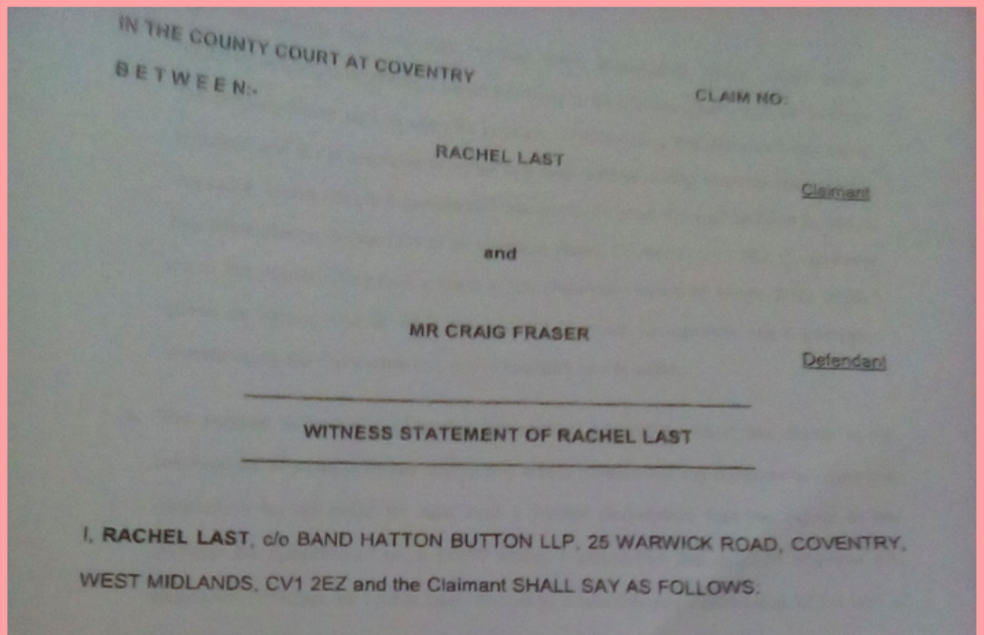 IN THE COUNTY COURT AT COVENTRY
CLAIM NO:
B E T W E E N:-
RACHEL LAST
Claimant
and
MR CRAIG FRASER
Defendant
WITNESS STATEMENT OF RACHEL LAST
I, RACHEL LAST, c/o BAND HATTON BUTTON LLP, 25 WARWICK ROAD, COVENTRY,
WEST MIDLANDS, CV1 2EZ and the Claimant SHALL SAY AS FOLLOWS: